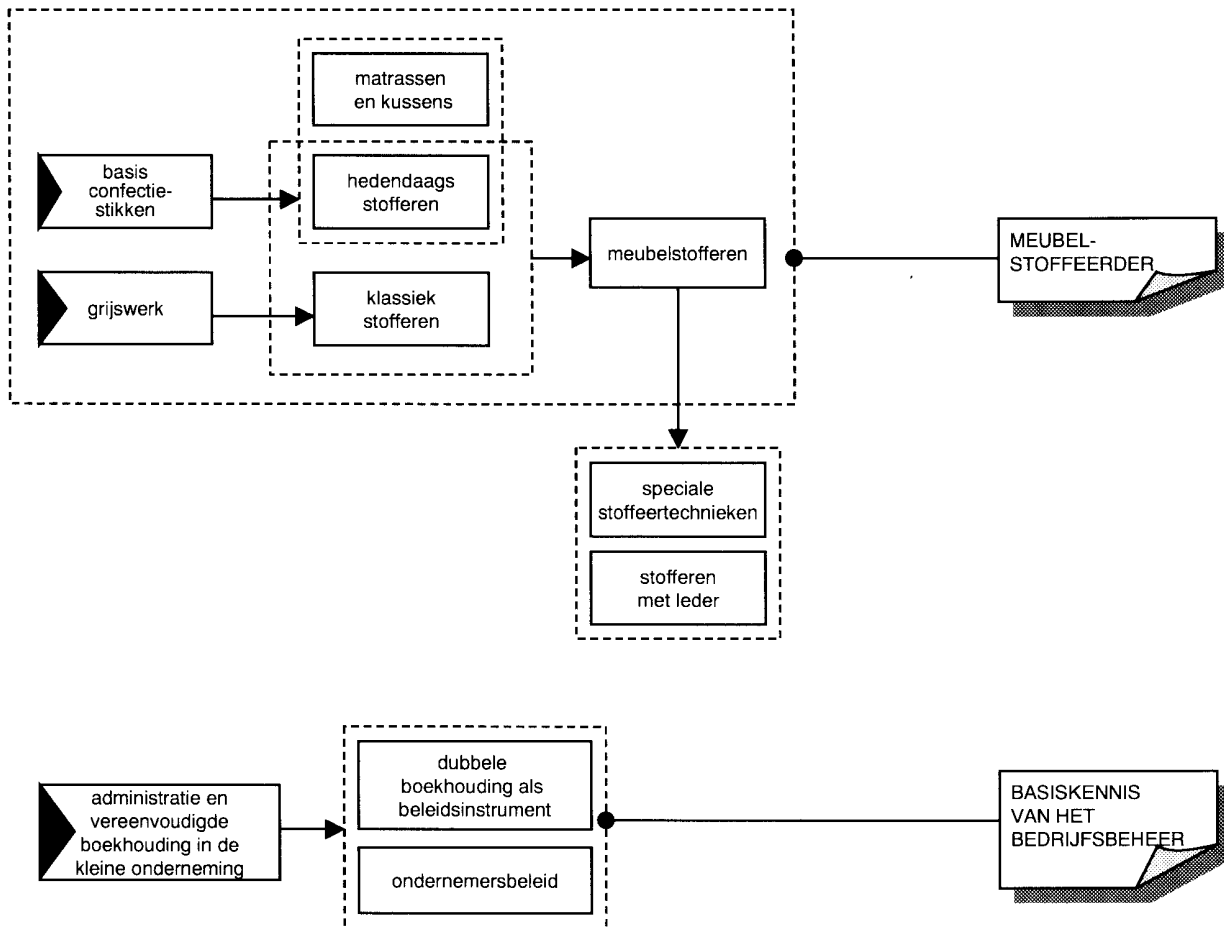 matrassen
en kussens
basis
confectie-
stikken
hedendaags
stofferen
meubelstofferen
MEUBEL-
STOFFEERDER
grijswerk
klassiek
stofferen
speciale
stoffeertechnieken
stofferen
met leder
administratie en
vereenvoudigde
boekhouding in de
kleine onderneming
dubbele
boekhouding als
beleidsinstrument
ondernemersbeleid
BASISKENNIS
VAN HET
BEDRIJFSBEHEER